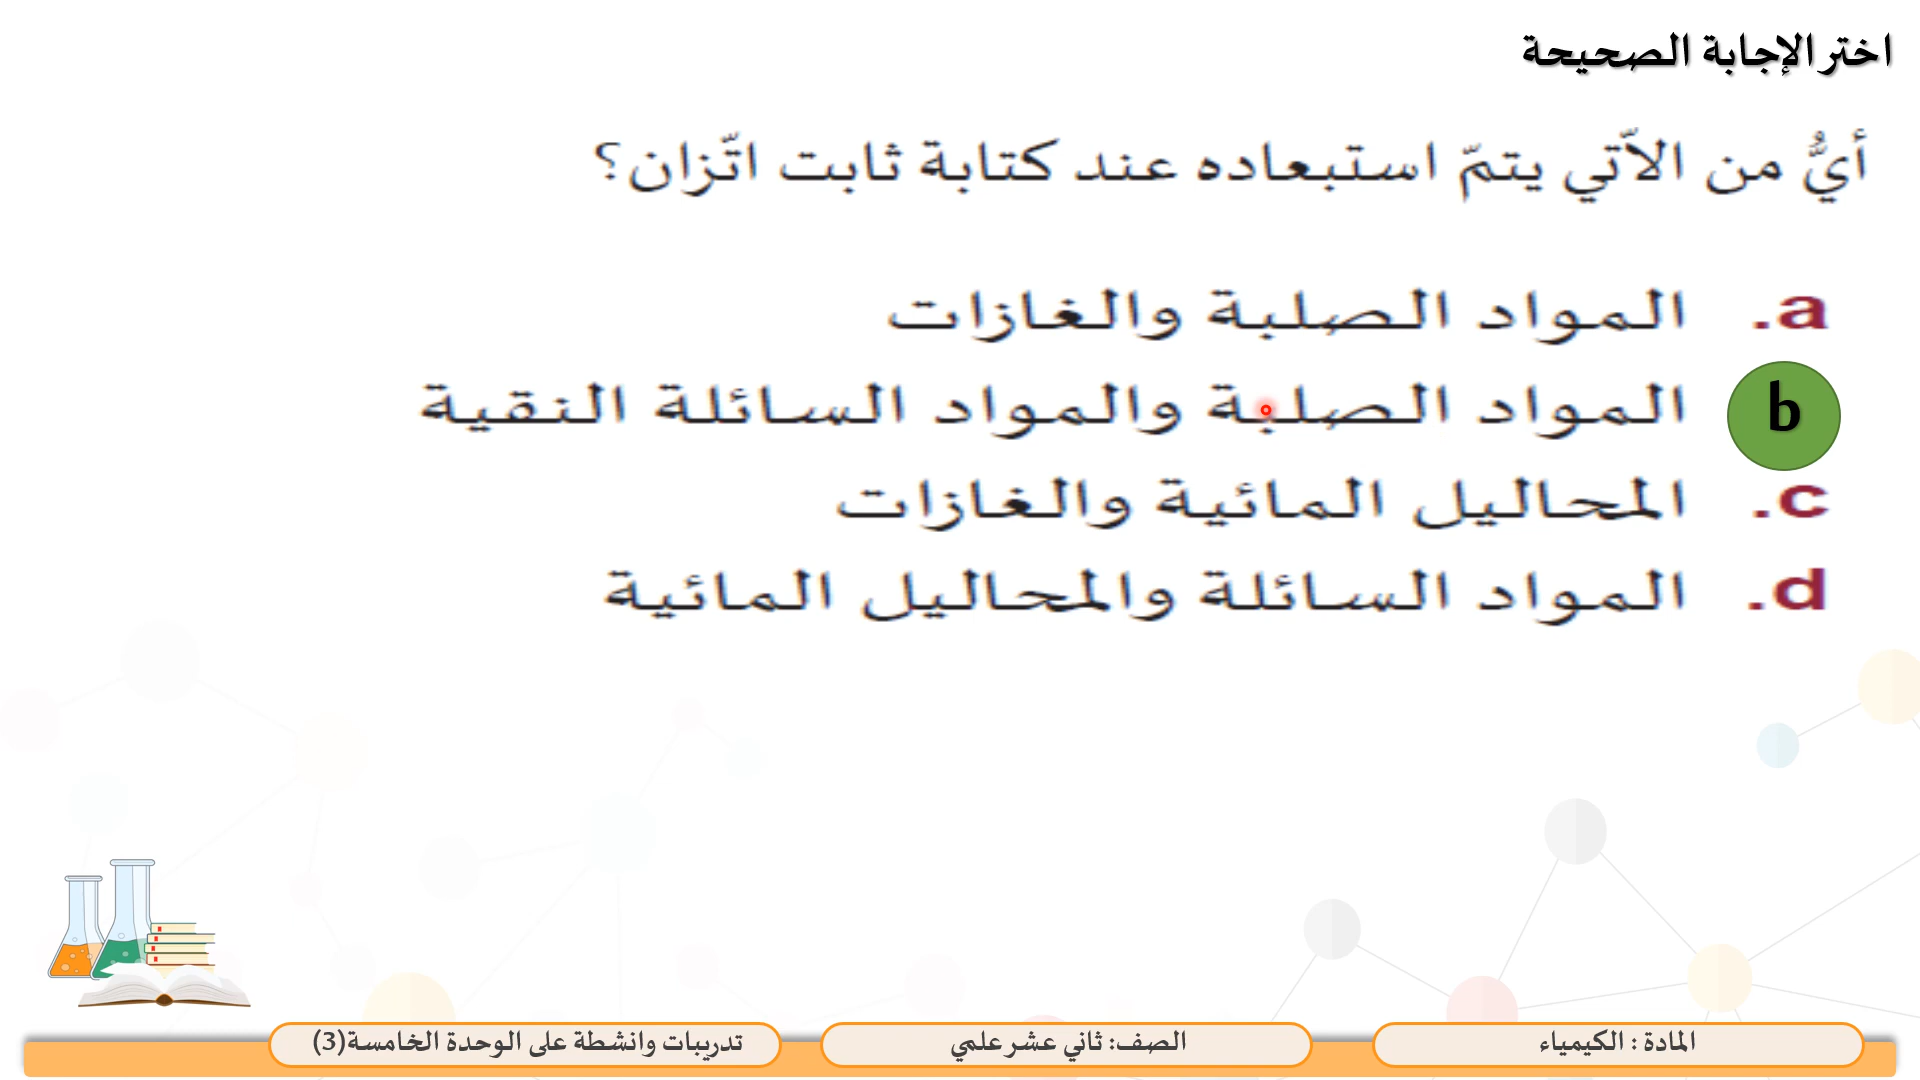 اختر الإجابة الصحيحة
أيٌّ من الآتي يتمّ استبعاده عند كتابة ثابت اتّزان؟
a. المواد الصلبة والغازات
b المواد الصلبة والمواد السائلة النقية
c. المحاليل المائية والغازات
d. المواد السائلة والمحاليل المائية
المادة : الكيمياء
الصف: ثاني عشر علمي
تدريبات وانشطة على الوحدة الخامسة(3)